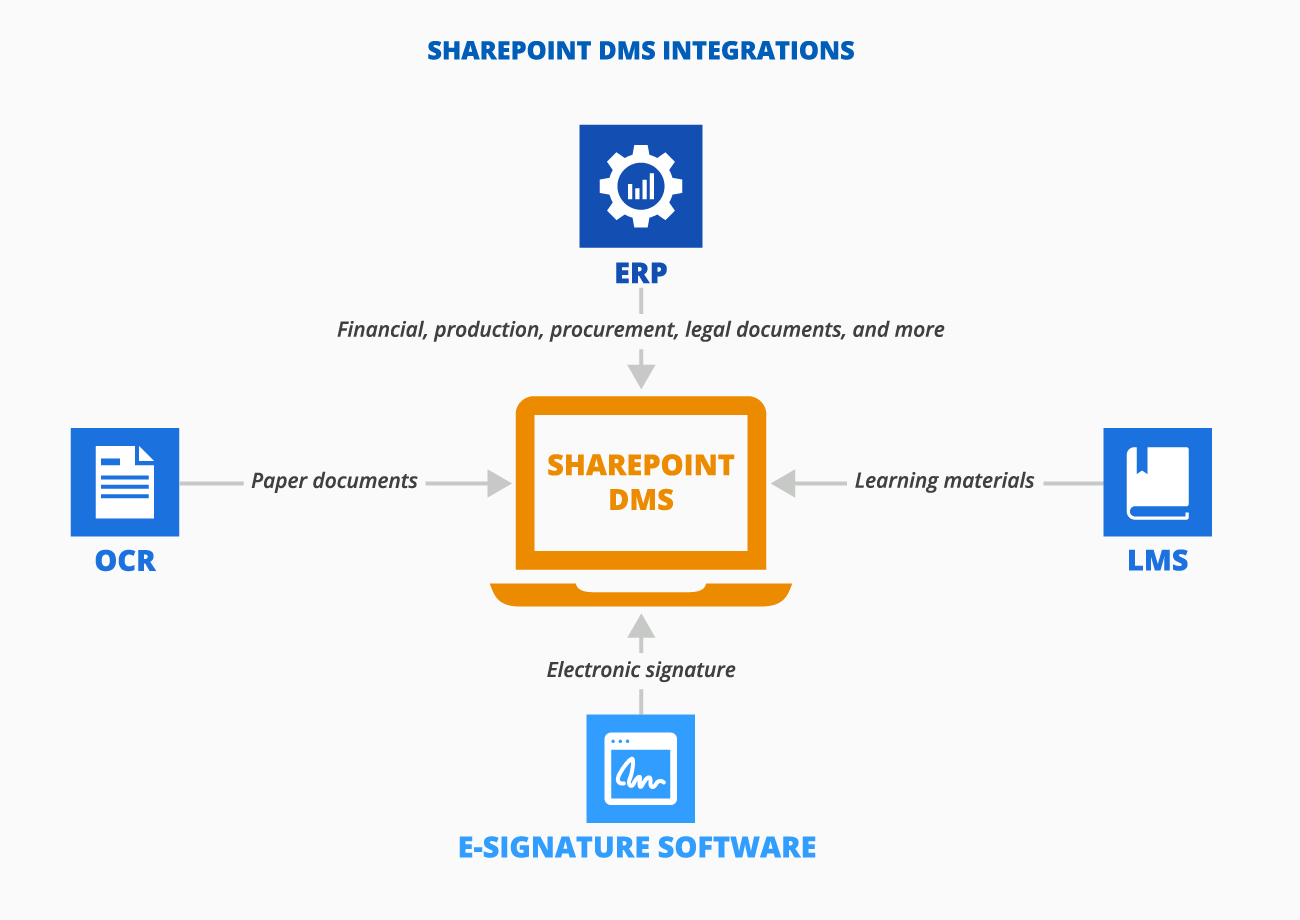 SHAREPOINT DMS INTEGRATIONS
ERP
Financial, production, procurement, legal documents, and more
SHAREPOINT
DMS
Paper documents
Learning materials
OCR
LMS
Electronic signature
E-SIGNATURE SOFTWARE